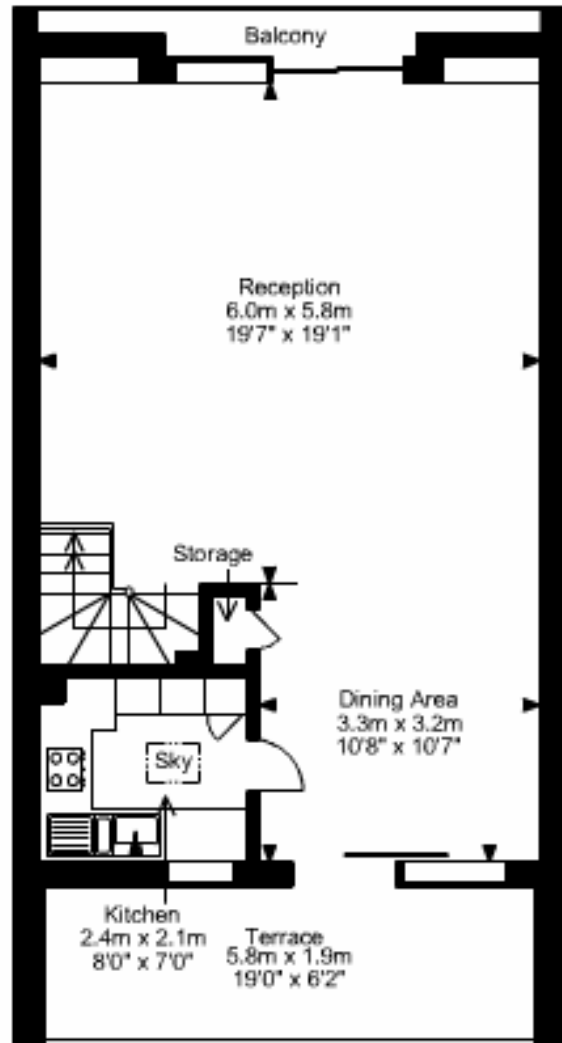 Balcony
Reception
6.0m x 5.8m
19'7" x 19'1"
Storage
Dining Area
3.3m x 3.2m
10'8" x 10'7"
Sky
Kitchen
2.4m x 2.1m
8'0" x 7'0"
Terrace
5.8m x 1.9m
19'0" x 6'2"